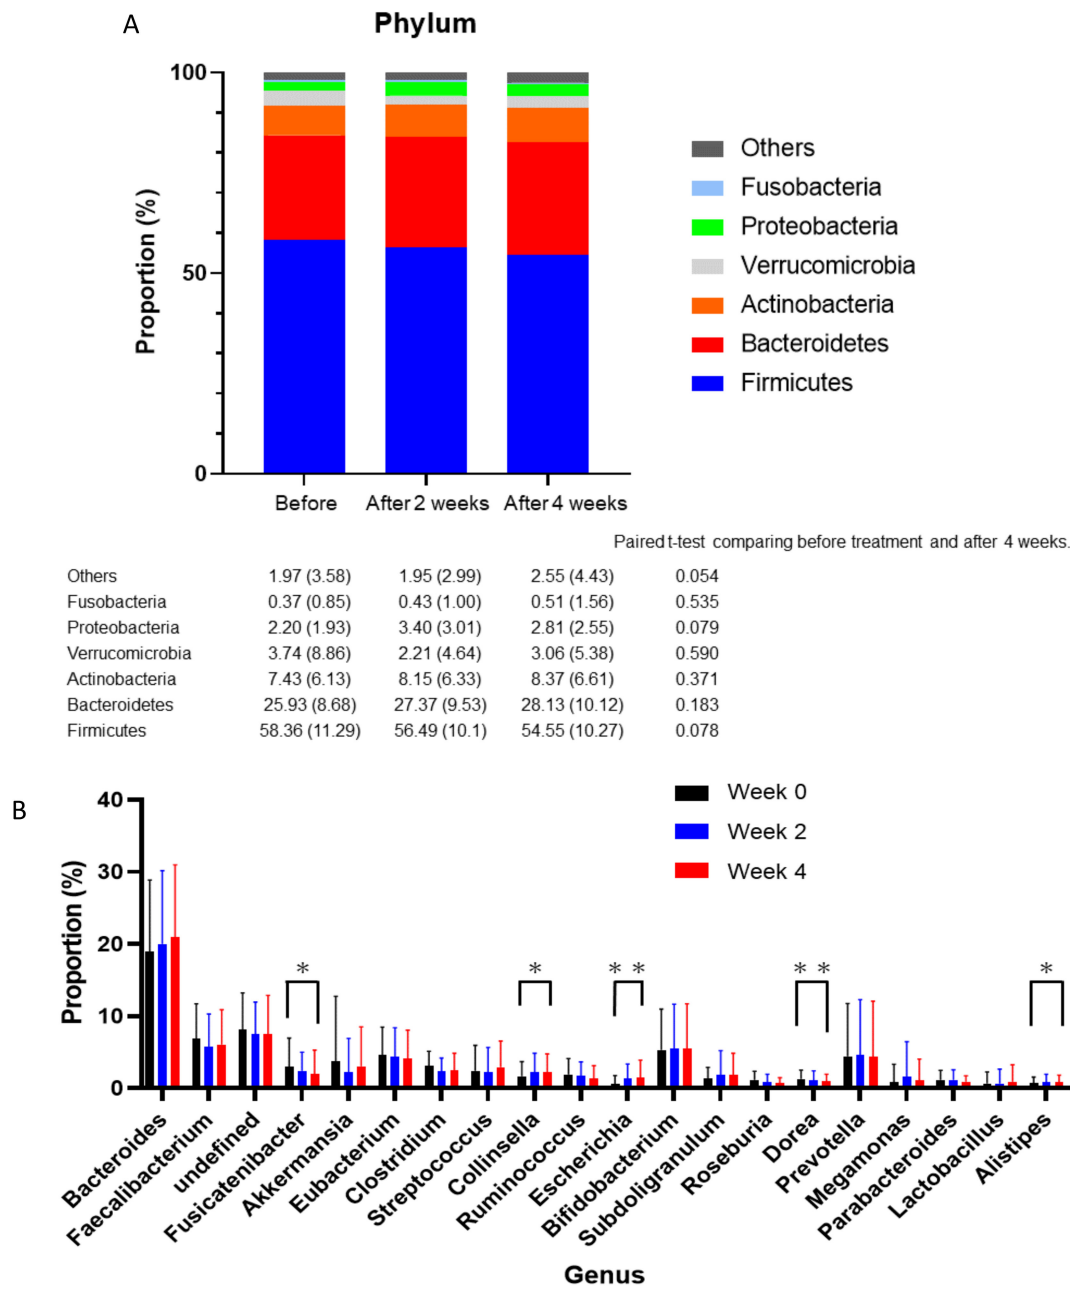 A
Phylum
100
50
0
Proportion (%)
Before
After 2 weeks
After 4 weeks
Others
Fusobacteria
Proteobacteria
Verrucomicrobia
Actinobacteria
Bacteroidetes
Firmicutes
Paired t-test comparing before treatment and after 4 weeks.
Others 1.97 (3.58) 1.95 (2.99) 2.55 (4.43) 0.054
Fusobacteria 0.37 (0.85) 0.43 (1.00) 0.51 (1.56) 0.535
Proteobacteria 2.20 (1.93) 3.40 (3.01) 2.81 (2.55) 0.079
Verrucomicrobia 3.74 (8.86) 2.21 (4.64) 3.06 (5.38) 0.590
Actinobacteria 7.43 (6.13) 8.15 (6.33) 8.37 (6.61) 0.371
Bacteroidetes 25.93 (8.68) 27.37 (9.53) 28.13 (10.12) 0.183
Firmicutes 58.36 (11.29) 56.49 (10.1) 54.55 (10.27) 0.078
B
40
30
20
10
0
Proportion (%)
Week 0
Week 2
Week 4
*
*
* *
* *
*
Bacteroides
Faecalibacterium
undefined
Fusicatenibacter
Akkermansia
Eubacterium
Clostridium
Streptococcus
Collinsella
Ruminococcus
Escherichia
Bifidobacterium
Subdoligranulum
Roseburia
Dorea
Prevotella
Megamonas
Parabacteroides
Lactobacillus
Alistipes
Genus